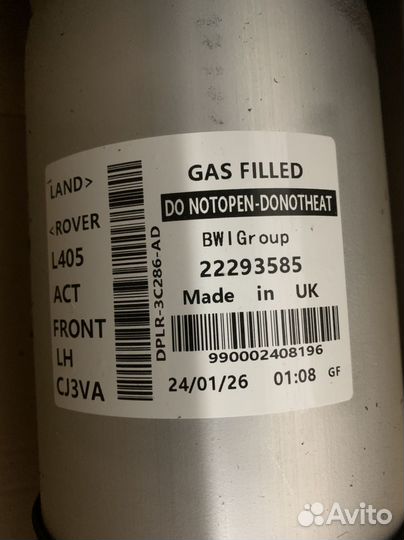 LAND>
<ROVER
L405
ACT
FRONT
LH
CJ3VA
DPLR-3C286-AD
GAS FILLED
DO NOTOPEN-DONOTHEAT
BWIGroup
22293585
Made in UK
990002408196
24/01/26 01:08 GF
Avito